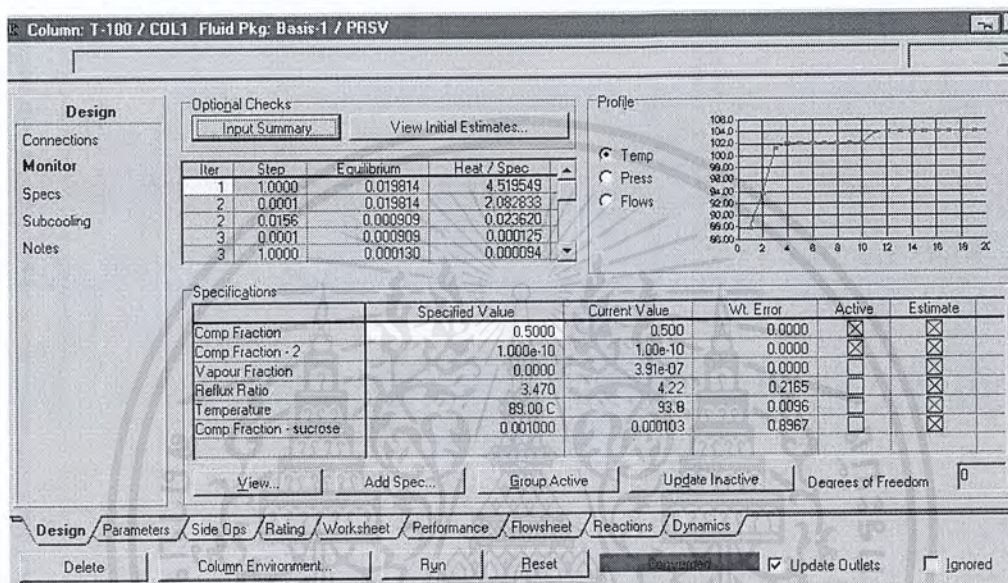 Column: T-100 / COL1 Fluid Pkg: Basis-1 / PRSV
Design
Connections
Monitor
Specs
Subcooling
Notes
Optional Checks
Input Summary
View Initial Estimates...
Iter Step Equilibrium Heat / Spec
1 1.0000 0.019814 4.519549
2 0.0001 0.019814 2.082833
2 0.0156 0.000909 0.023620
3 0.0001 0.000909 0.000125
3 1.0000 0.000130 0.000094
Profile
Temp
Press
Flows
108.0
104.0
102.0
100.0
98.00
94.00
92.00
90.00
0 2 4 6 8 10 12 14 16 18
Specifications
Specified Value Current Value Wt. Error Active Estimate
Comp Fraction 0.5000 0.500 0.0000
Comp Fraction - 2 1.000e-10 1.00e-10 0.0000
Vapour Fraction 0.0000 3.91e-07 0.0000
Reflux Ratio 3.470 4.22 0.2165
Temperature 89.00 C 93.8 0.0096
Comp Fraction - sucrose 0.001000 0.000103 0.8967
View... Add Spec... Group Active Update Inactive Degrees of Freedom 0
Design Parameters Side Ops Rating Worksheet Performance Flowsheet Reactions Dynamics
Delete Column Environment... Run Reset Converged Update Outlets Ignored